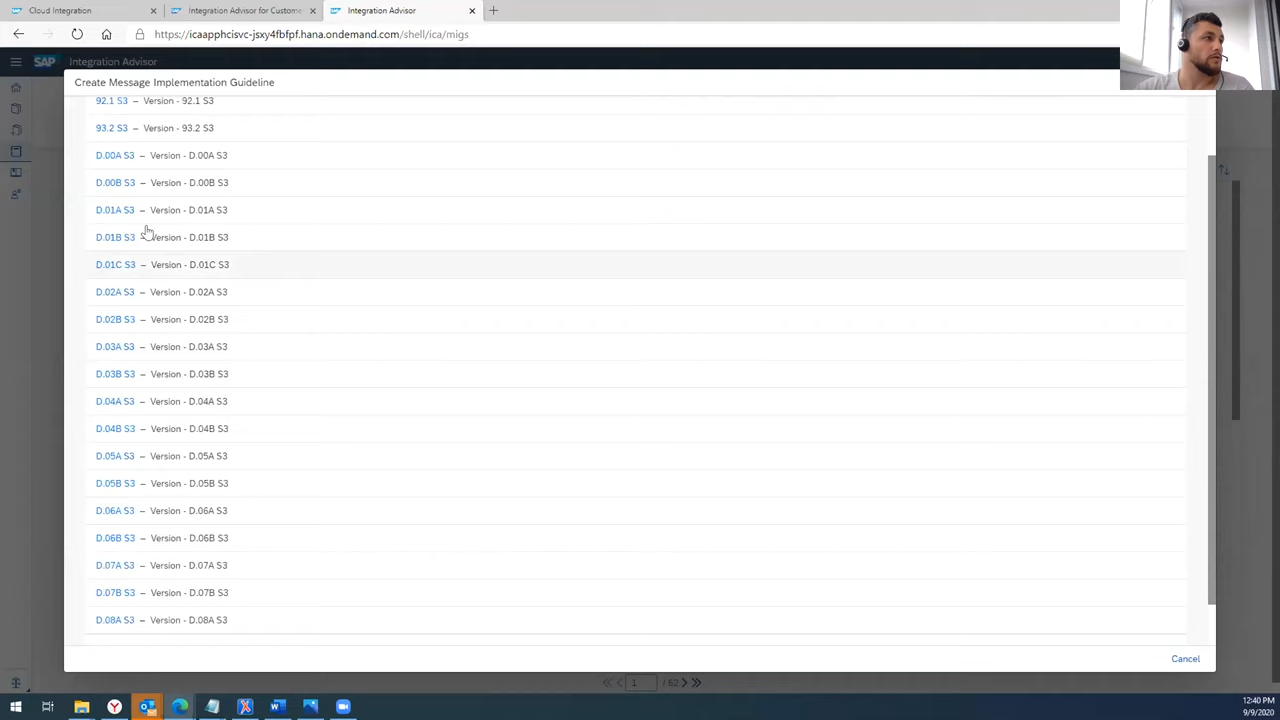 Cloud Integration
Integration Advisor for Custome
Integration Advisor
https://icaapphcisvc-jsxy4fbfpf.hana.ondemand.com/shell/ica/migs
SAP Integration Advisor
Create Message Implementation Guideline
92.1 S3 – Version - 92.1 S3
93.2 S3 – Version - 93.2 S3
D.00A S3 – Version - D.00A S3
D.00B S3 – Version - D.00B S3
D.01A S3 – Version - D.01A S3
D.01B S3 – Version - D.01B S3
D.01C S3 – Version - D.01C S3
D.02A S3 – Version - D.02A S3
D.02B S3 – Version - D.02B S3
D.03A S3 – Version - D.03A S3
D.03B S3 – Version - D.03B S3
D.04A S3 – Version - D.04A S3
D.04B S3 – Version - D.04B S3
D.05A S3 – Version - D.05A S3
D.05B S3 – Version - D.05B S3
D.06A S3 – Version - D.06A S3
D.06B S3 – Version - D.06B S3
D.07A S3 – Version - D.07A S3
D.07B S3 – Version - D.07B S3
D.08A S3 – Version - D.08A S3
Cancel
1 / 62
12:40 PM
9/9/2020